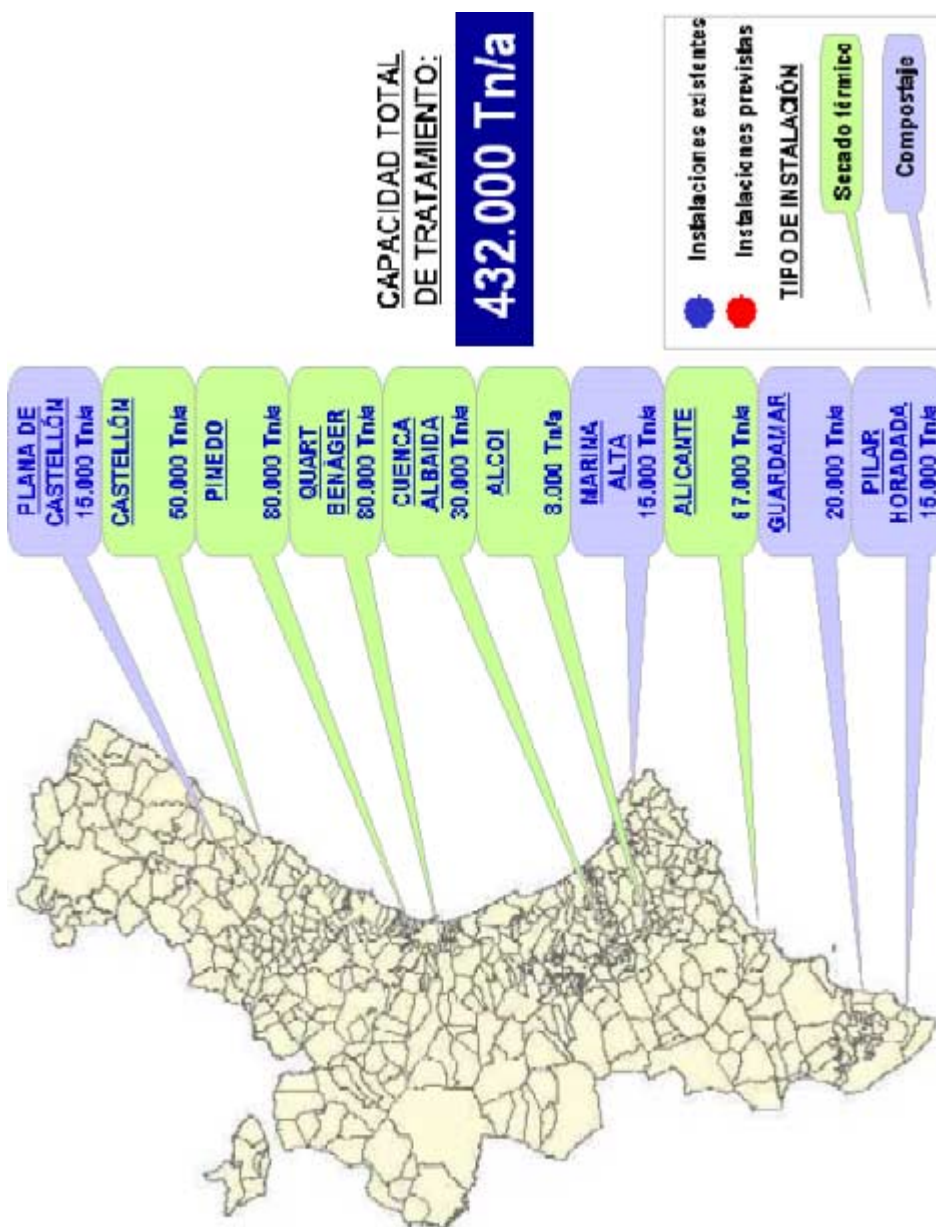 CAPACIDAD TOTAL
DE TRATAMIENTO:
432.000 Tn/a
Instalaciones existentes
Instalaciones previstas
TIPO DE INSTALACIÓN
Secado térmico
Compostaje
PLANA DE
CASTELLÓN
15.000 Tn/a
CASTELLÓN
50.000 Tn/a
PINEDO
80.000 Tn/a
QUART
BENÀGER
80.000 Tn/a
CUENCA
ALBAIDA
30.000 Tn/a
ALCOI
Tn/a
MARINA
ALTA
15.000 Tn/a
ALICANTE
67.000 Tn/a
GUARDAMAR
20.000 Tn/a
PILAR
HORADADA
15.000 Tn/a